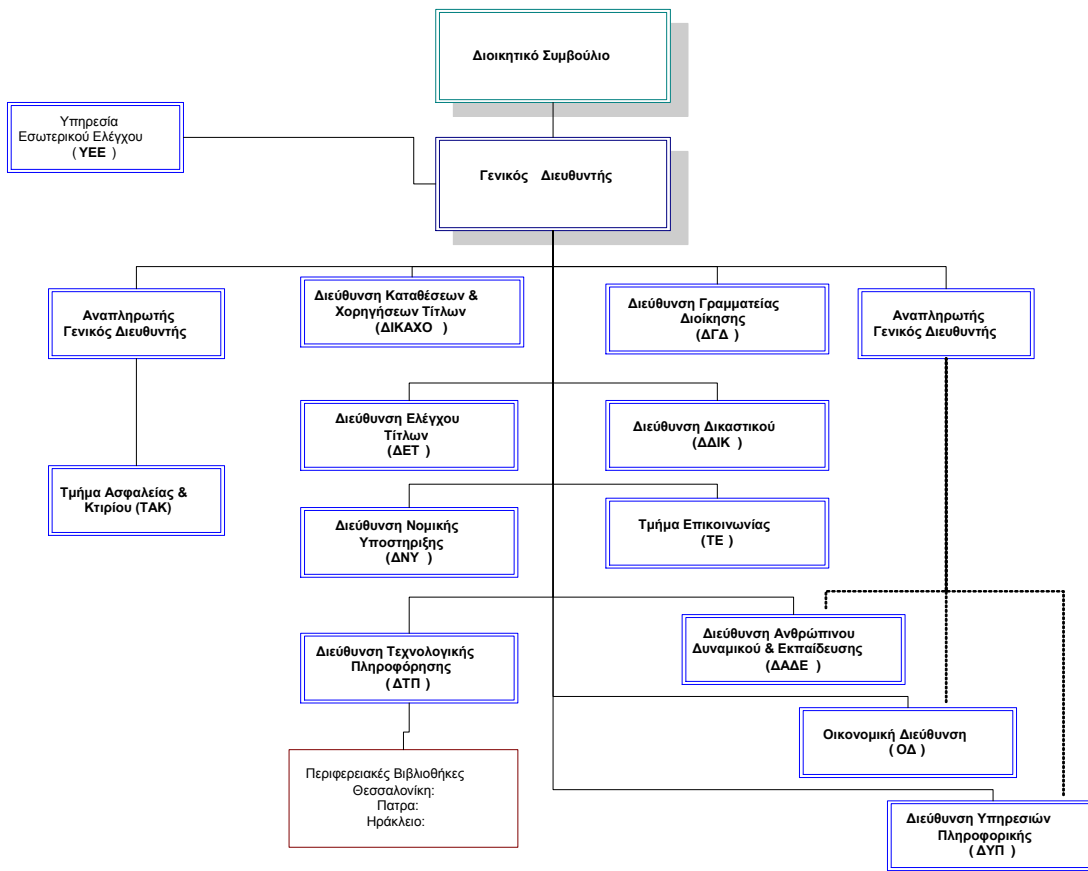 Διοικητικό Συμβούλιο
Υπηρεσία
Εσωτερικού Ελέγχου
( ΥΕΕ )
Γενικός Διευθυντής
Αναπληρωτής
Γενικός Διευθυντής
Διεύθυνση Καταθέσεων &
Χορηγήσεων Τίτλων
(ΔΙΚΑΧΟ )
Διεύθυνση Γραμματείας
Διοίκησης
(ΔΓΔ )
Αναπληρωτής
Γενικός Διευθυντής
Διεύθυνση Ελέγχου
Τίτλων
(ΔΕΤ )
Διεύθυνση Δικαστικού
(ΔΔΙΚ )
Τμήμα Ασφαλείας &
Κτιρίου (ΤΑΚ)
Διεύθυνση Νομικής
Υποστηριξης
(ΔΝΥ )
Τμήμα Επικοινωνίας
(ΤΕ )
Διεύθυνση Τεχνολογικής
Πληροφόρησης
( ΔΤΠ )
Διεύθυνση Ανθρώπινου
Δυναμικού & Εκπαίδευσης
( ΔΑΔΕ )
Οικονομική Διεύθυνση
( ΟΔ )
Περιφερειακές Βιβλιοθήκες
Θεσσαλονίκη:
Πατρα:
Ηράκλειο:
Διεύθυνση Υπηρεσιών
Πληροφορικής
( ΔΥΠ )